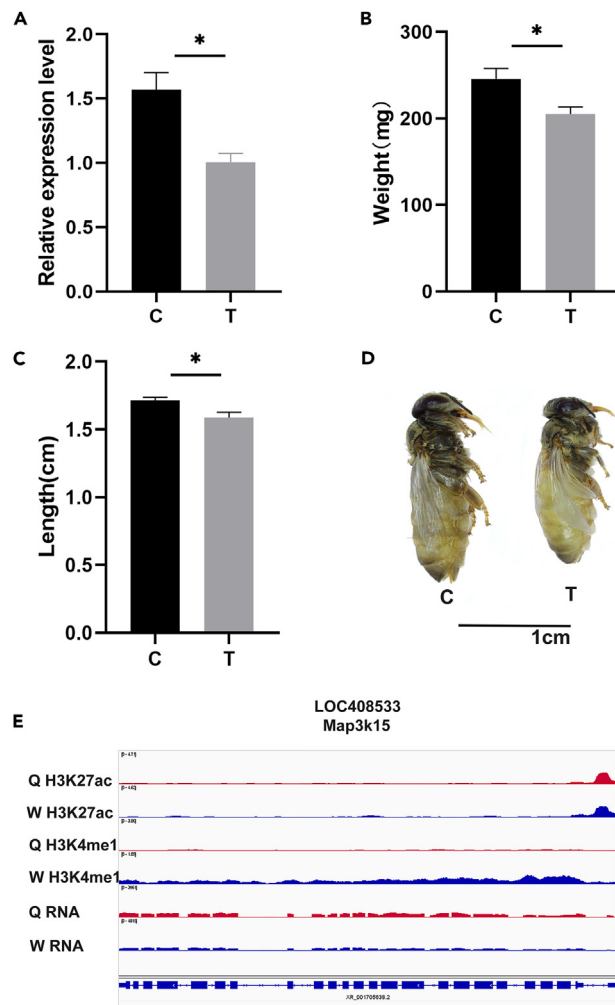 A
Relative expression level
2.0
1.5
1.0
0.5
0.0
*
C T
B
Weight(mg)
300
200
100
0
*
C T
C
Length(cm)
2.0
1.5
1.0
0.5
0.0
*
C T
D
C T
1cm
E
LOC408533
Map3k15
Q H3K27ac
W H3K27ac
Q H3K4me1
W H3K4me1
Q RNA
W RNA